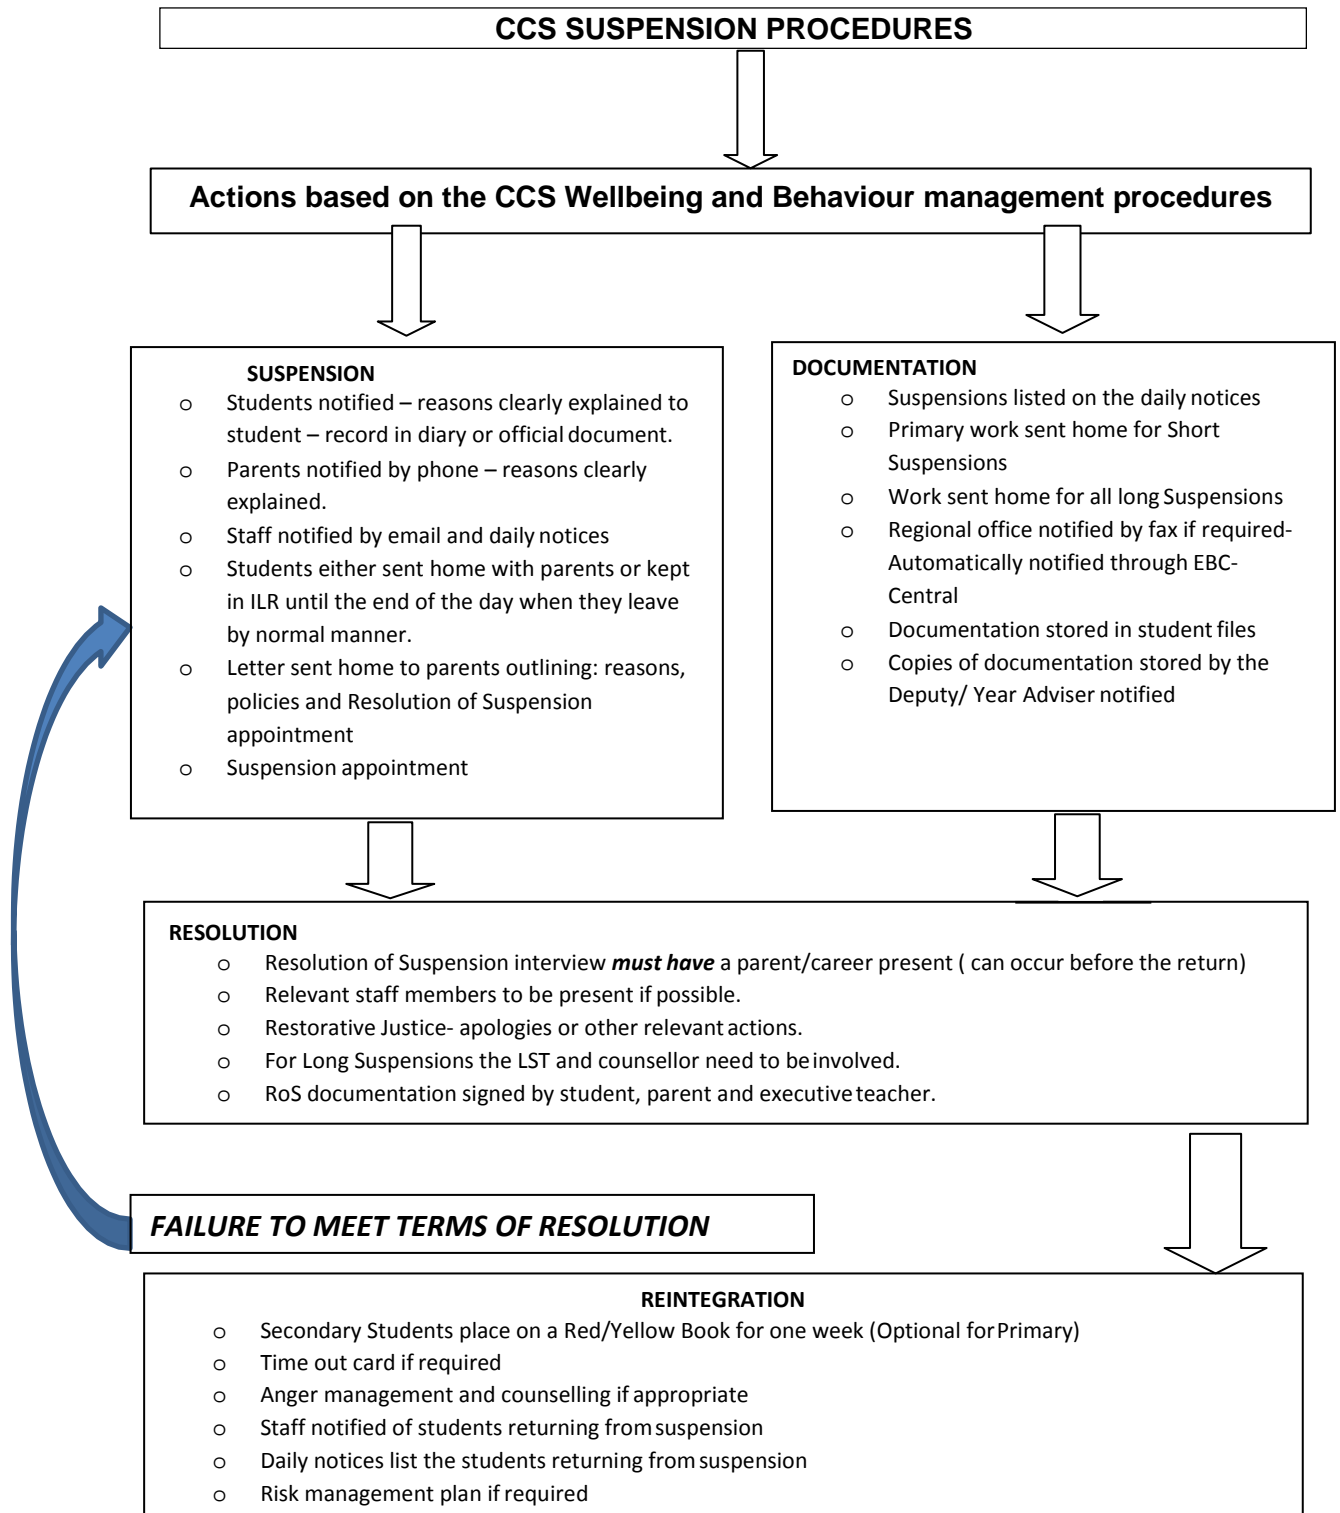 CCS SUSPENSION PROCEDURES
Actions based on the CCS Wellbeing and Behaviour management procedures
SUSPENSION
o Students notified – reasons clearly explained to
student – record in diary or official document.
o Parents notified by phone – reasons clearly
explained.
o Staff notified by email and daily notices
o Students either sent home with parents or kept
in ILR until the end of the day when they leave
by normal manner.
o Letter sent home to parents outlining: reasons,
policies and Resolution of Suspension
appointment
o Suspension appointment
DOCUMENTATION
o Suspensions listed on the daily notices
o Primary work sent home for Short
Suspensions
o Work sent home for all long Suspensions
o Regional office notified by fax if required-
Automatically notified through EBC-
Central
o Documentation stored in student files
o Copies of documentation stored by the
Deputy/ Year Adviser notified
RESOLUTION
o Resolution of Suspension interview must have a parent/career present ( can occur before the return)
o Relevant staff members to be present if possible.
o Restorative Justice- apologies or other relevant actions.
o For Long Suspensions the LST and counsellor need to be involved.
o RoS documentation signed by student, parent and executive teacher.
FAILURE TO MEET TERMS OF RESOLUTION
REINTEGRATION
o Secondary Students place on a Red/Yellow Book for one week (Optional for Primary)
o Time out card if required
o Anger management and counselling if appropriate
o Staff notified of students returning from suspension
o Daily notices list the students returning from suspension
o Risk management plan if required